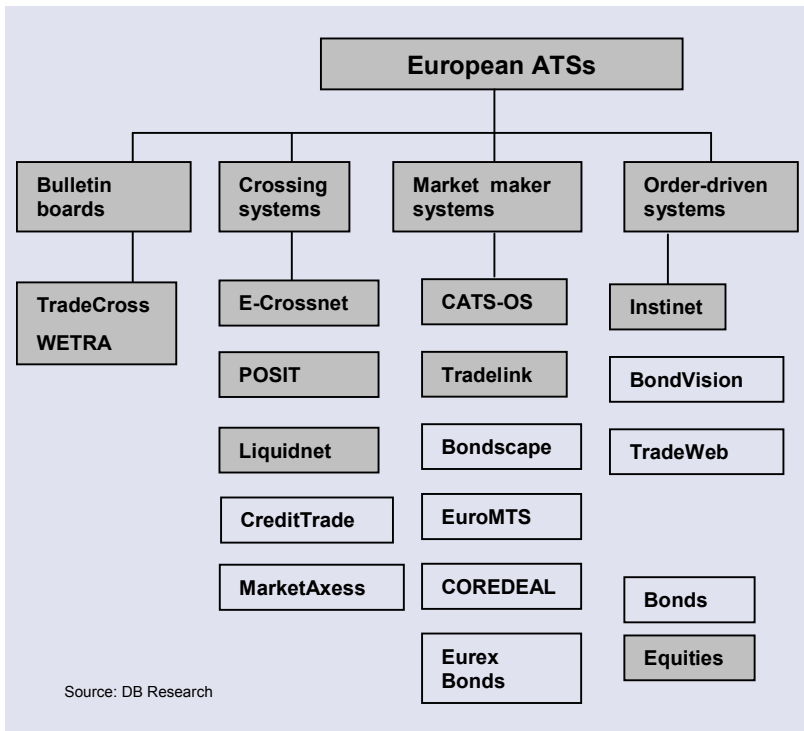 European ATSs
Bulletin
boards
Crossing
systems
Market maker
systems
Order-driven
systems
TradeCross
WETRA
E-Crossnet
POSIT
Liquidnet
CreditTrade
MarketAxess
CATS-OS
Tradelink
Bondscape
EuroMTS
COREDEAL
Eurex
Bonds
Instinet
BondVision
TradeWeb
Bonds
Equities
Source: DB Research